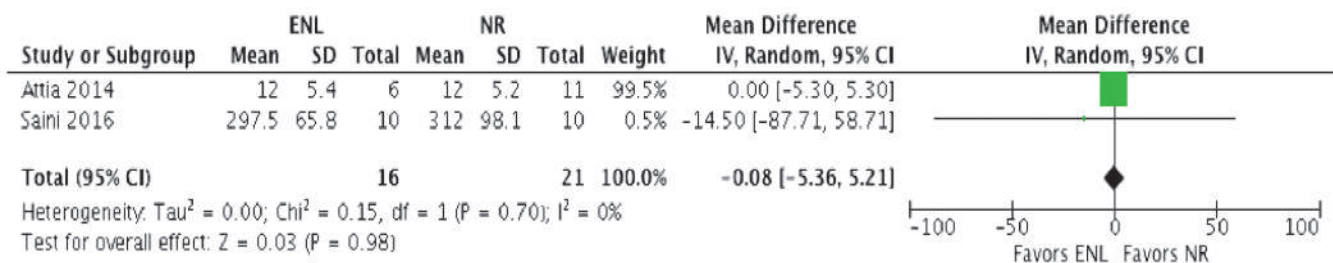 ENL NR Mean Difference Mean Difference
Study or Subgroup Mean SD Total Mean SD Total Weight IV, Random, 95% CI IV, Random, 95% CI
Attia 2014 12 5.4 6 12 5.2 11 99.5% 0.00 [-5.30, 5.30]
Saini 2016 297.5 65.8 10 312 98.1 10 0.5% -14.50 [-87.71, 58.71]
Total (95% CI) 16 21 100.0% -0.08 [-5.36, 5.21]
Heterogeneity: Tau² = 0.00; Chi² = 0.15, df = 1 (P = 0.70); I² = 0%
Test for overall effect: Z = 0.03 (P = 0.98)
-100 -50 0 50 100
Favors ENL Favors NR